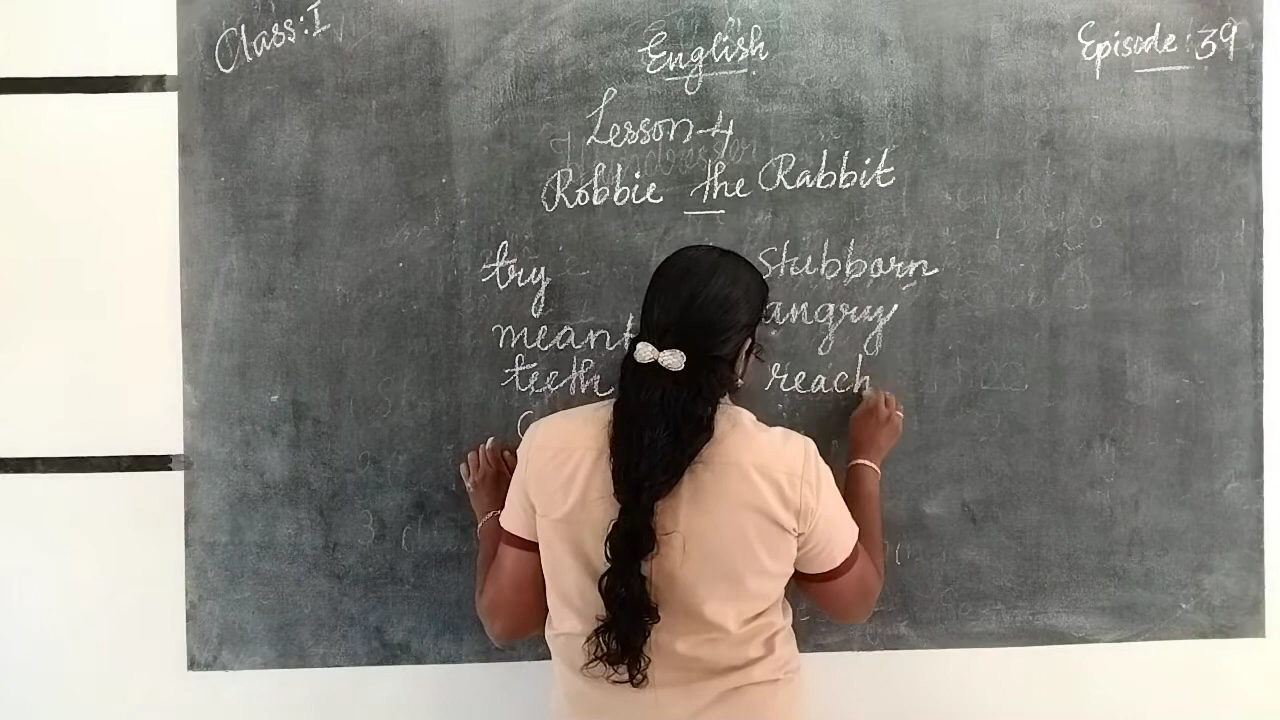 Class: I
English
Episode: 39
Lesson-4
Robbie the Rabbit
try
stubborn
meant
angry
teeth
reach